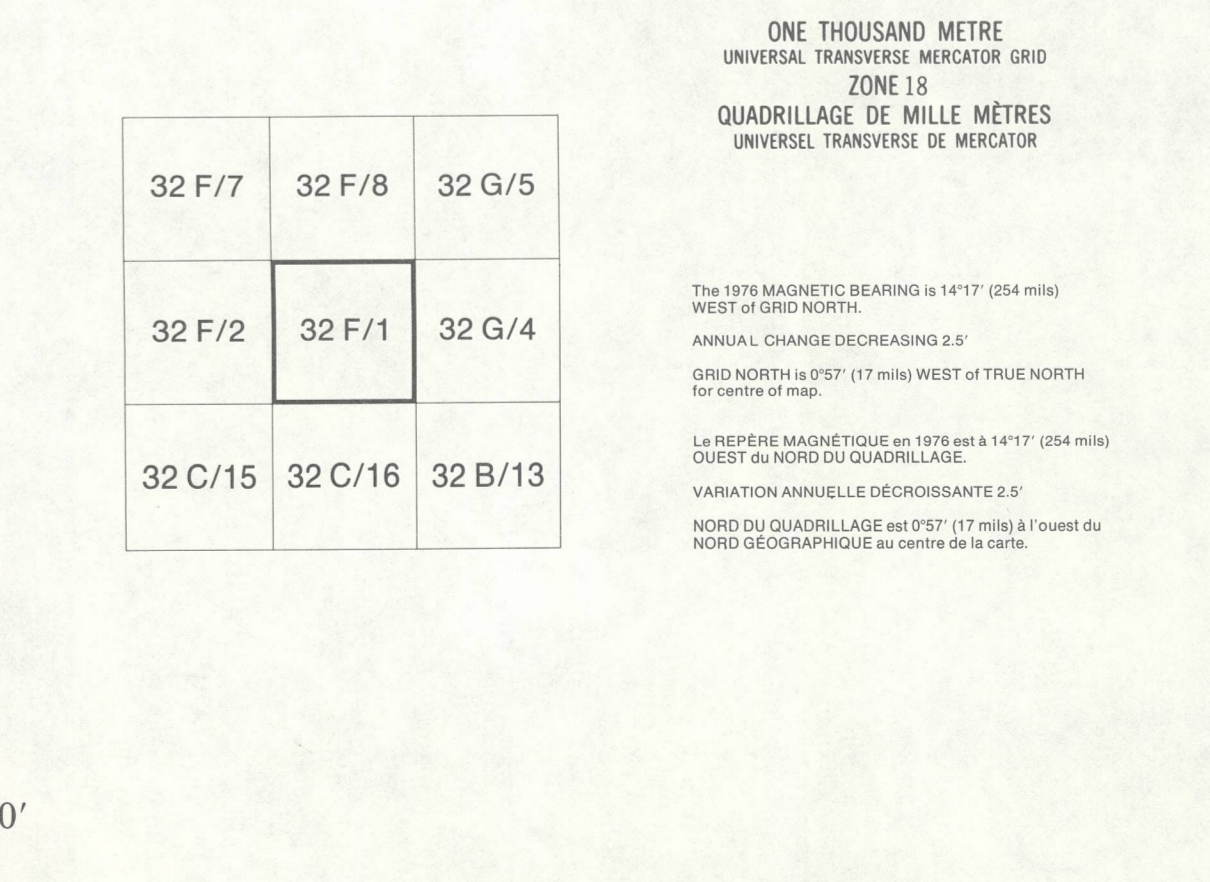 ONE THOUSAND METRE
UNIVERSAL TRANSVERSE MERCATOR GRID
ZONE 18
QUADRILLAGE DE MILLE MÈTRES
UNIVERSEL TRANSVERSE DE MERCATOR
32 F/7 32 F/8 32 G/5
32 F/2 32 F/1 32 G/4
32 C/15 32 C/16 32 B/13
The 1976 MAGNETIC BEARING is 14°17′ (254 mils)
WEST of GRID NORTH.
ANNUAL CHANGE DECREASING 2.5′
GRID NORTH is 0°57′ (17 mils) WEST of TRUE NORTH
for centre of map.
Le REPÈRE MAGNÉTIQUE en 1976 est à 14°17′ (254 mils)
OUEST du NORD DU QUADRILLAGE.
VARIATION ANNUELLE DÉCROISSANTE 2.5′
NORD DU QUADRILLAGE est 0°57′ (17 mils) à l'ouest du
NORD GÉOGRAPHIQUE au centre de la carte.
0′